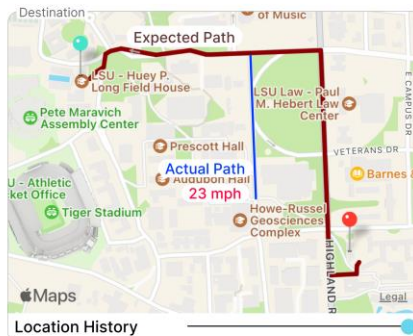 Destination
of Music
Expected Path
LSU - Huey P.
Long Field House
LSU Law - Paul
M. Hebert Law
Center
E CAMPUS DR
Pete Maravich
Assembly Center
Prescott Hall
VETERANS DR
Actual Path
Audubon Hall
Barnes &
23 mph
U - Athletic
ket Office
Tiger Stadium
Howe-Russel
Geosciences
Complex
HIGHLAND R
Maps
Legal
Location History